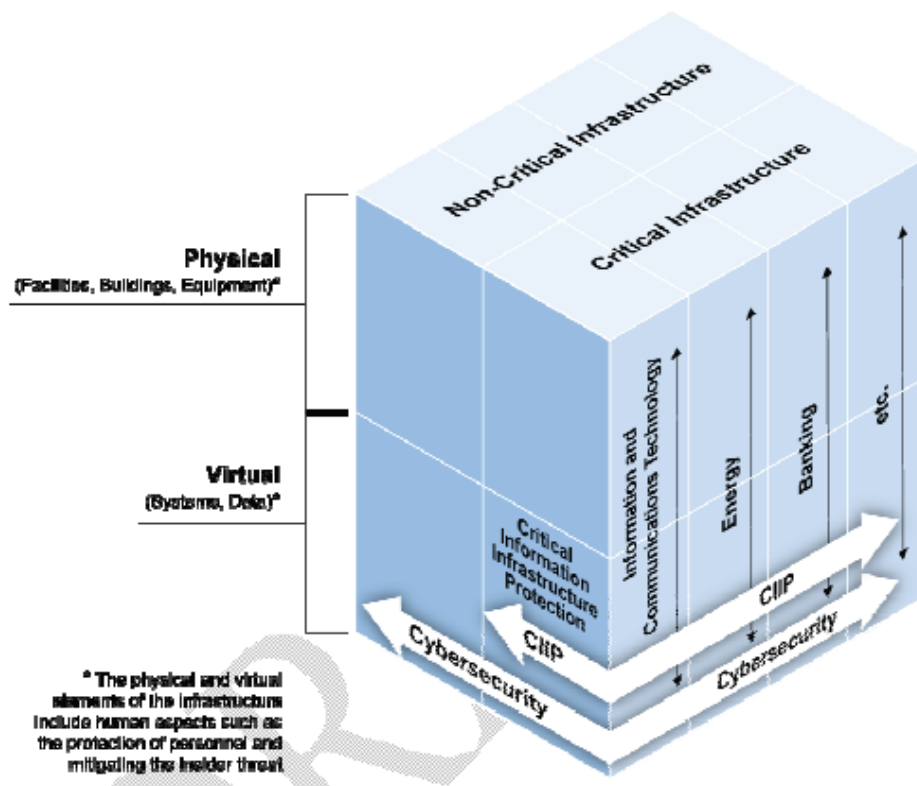 Non-Critical Infrastructure
Critical Infrastructure
Physical
(Facilities, Buildings, Equipment)ª
Virtual
(Systems, Data)ª
Information and
Communications Technology
Energy
Banking
etc.
Critical
Information
Infrastructure
Protection
CIIP
CIIP
Cybersecurity
Cybersecurity
ª The physical and virtual
elements of the infrastructure
include human aspects such as
the protection of personnel and
mitigating the insider threat